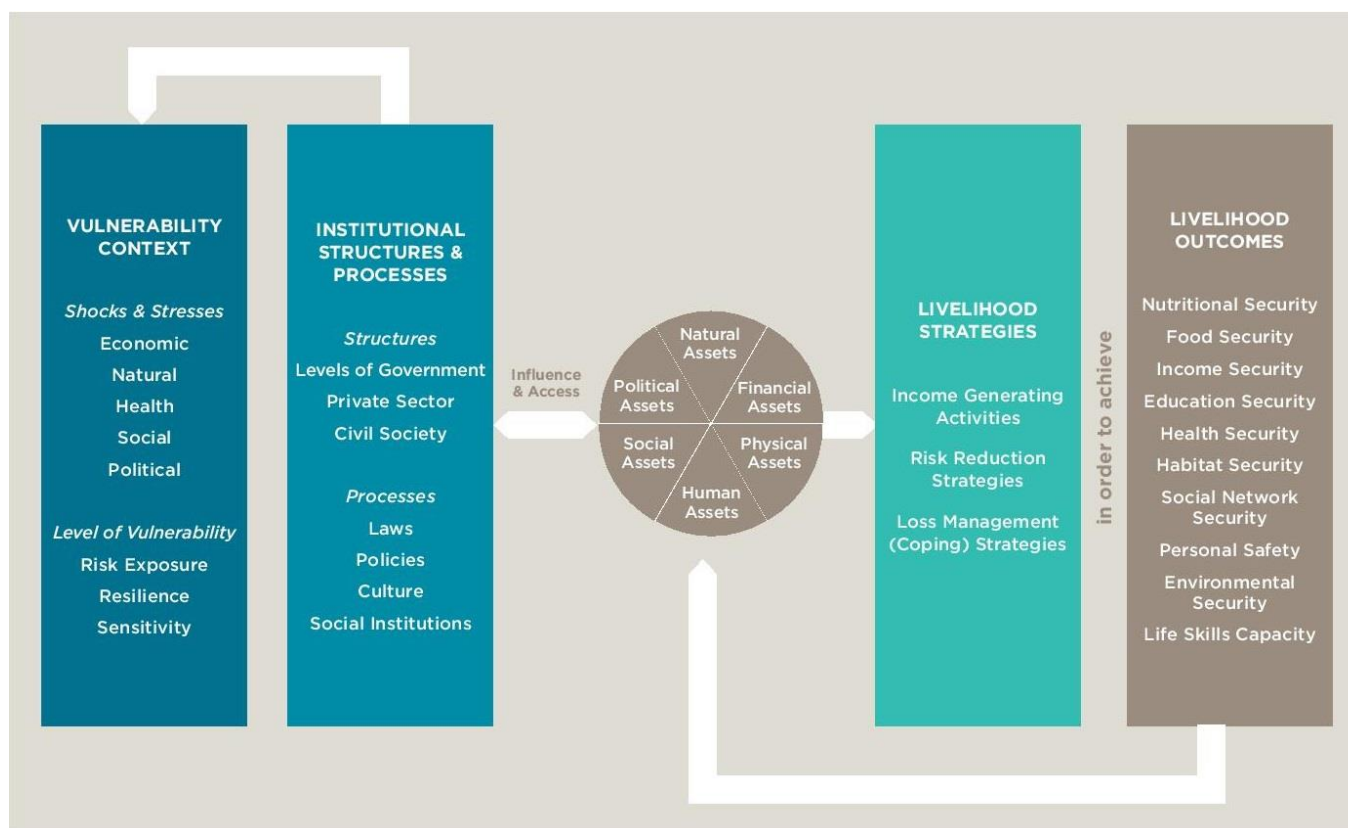 VULNERABILITY
CONTEXT
Shocks & Stresses
Economic
Natural
Health
Social
Political
Level of Vulnerability
Risk Exposure
Resilience
Sensitivity
INSTITUTIONAL
STRUCTURES &
PROCESSES
Structures
Levels of Government
Private Sector
Civil Society
Processes
Laws
Policies
Culture
Social Institutions
Influence
& Access
Natural
Assets
Political
Assets
Financial
Assets
Social
Assets
Physical
Assets
Human
Assets
LIVELIHOOD
STRATEGIES
Income Generating
Activities
Risk Reduction
Strategies
Loss Management
(Coping) Strategies
in order to achieve
LIVELIHOOD
OUTCOMES
Nutritional Security
Food Security
Income Security
Education Security
Health Security
Habitat Security
Social Network
Security
Personal Safety
Environmental
Security
Life Skills Capacity